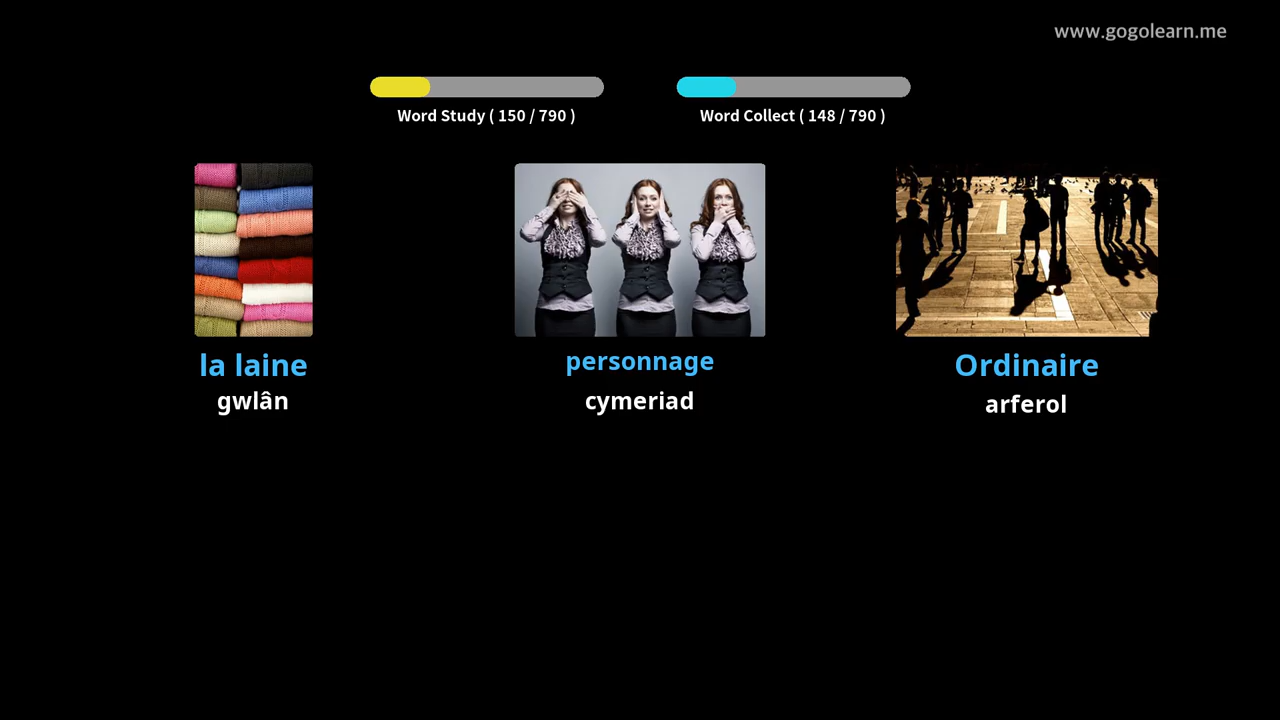 www.gogolearn.me
Word Study ( 150 / 790 )
Word Collect ( 148 / 790 )
la laine
gwlân
personnage
cymeriad
Ordinaire
arferol